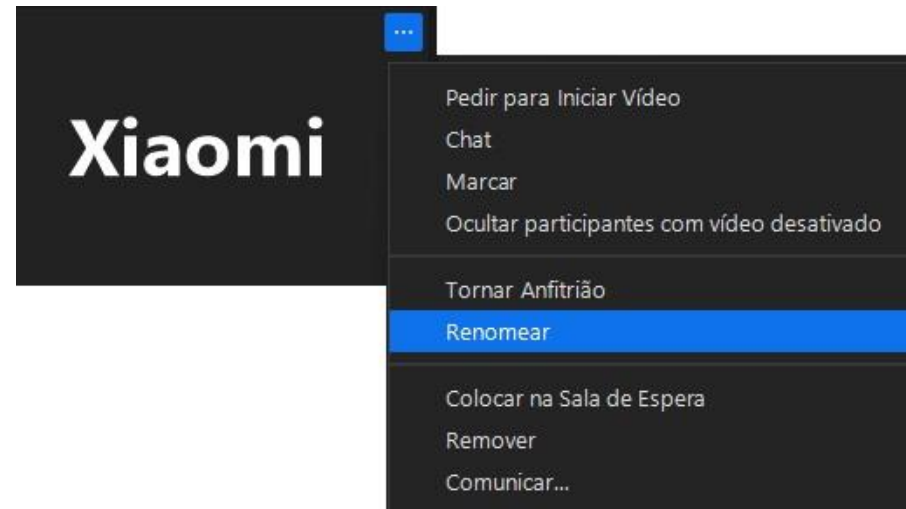 ...
Xiaomi
Pedir para Iniciar Vídeo
Chat
Marcar
Ocultar participantes com vídeo desativado
Tornar Anfitrião
Renomear
Colocar na Sala de Espera
Remover
Comunicar...